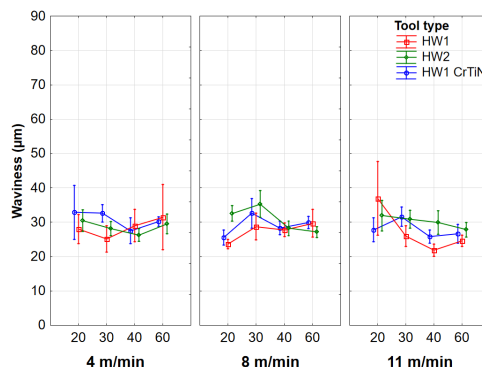 Tool type
HW1
HW2
HW1 CrTiN
Waviness (µm)
90
80
70
60
50
40
30
20
10
0
20 30 40 60
20 30 40 60
20 30 40 60
4 m/min
8 m/min
11 m/min